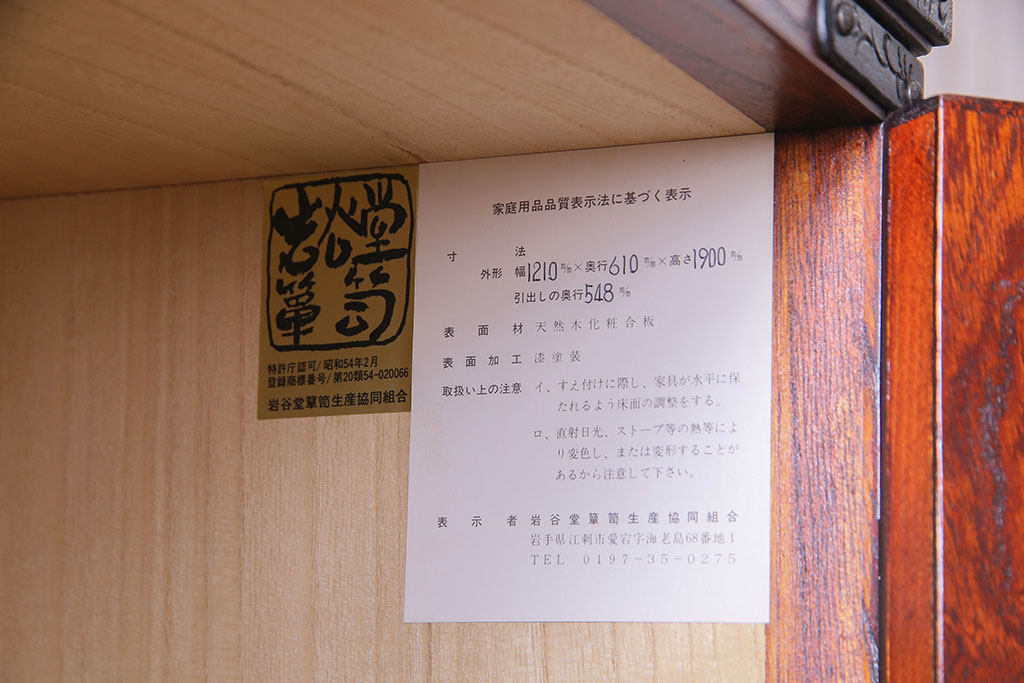 岩谷堂箪笥
特許庁認可/昭和54年2月
登録商標番号/第20類54-020066
岩谷堂簞笥生産協同組合
家庭用品品質表示法に基づく表示
寸法
外形 幅1210m/m×奥行610m/m×高さ1900m/m
引出しの奥行548m/m
表面材 天然木化粧合板
表面加工 漆塗装
取扱い上の注意 イ、すえ付けに際し、家具が水平に保
たれるよう床面の調整をする。
ロ、直射日光、ストーブ等の熱等によ
り変色し、または変形することが
あるから注意して下さい。
表示者 岩谷堂簞笥生産協同組合
岩手県江刺市愛宕字海老島68番地1
TEL 0197-35-0275